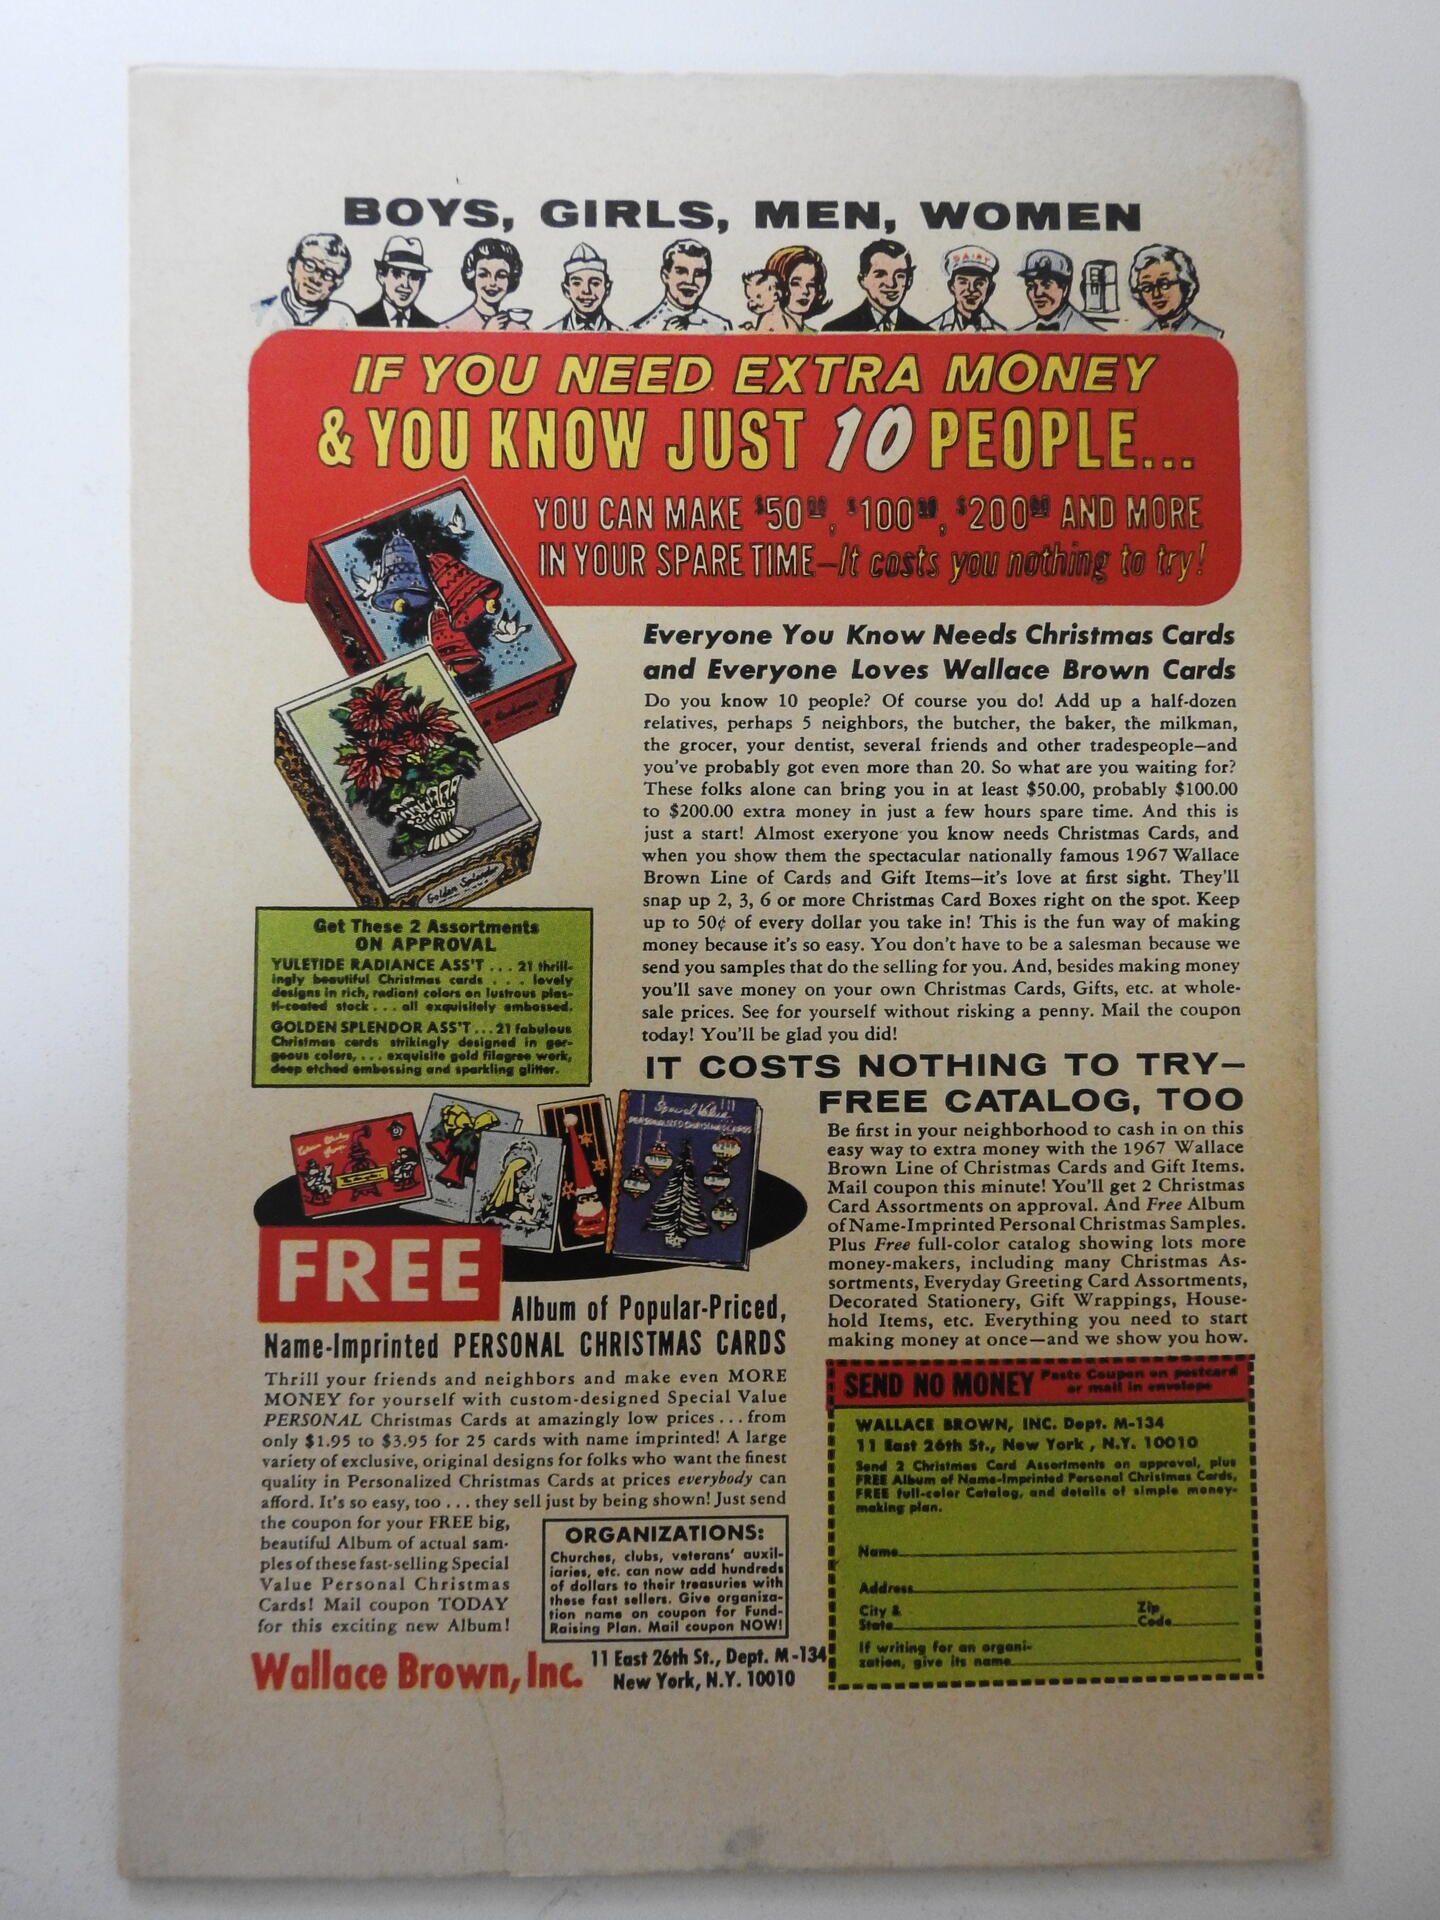 BOYS, GIRLS, MEN, WOMEN
DAIRY
IF YOU NEED EXTRA MONEY
& YOU KNOW JUST 10 PEOPLE...
YOU CAN MAKE $50.00, $100.00, $200.00 AND MORE
IN YOUR SPARE TIME—It costs you nothing to try!
Everyone You Know Needs Christmas Cards
and Everyone Loves Wallace Brown Cards
Do you know 10 people? Of course you do! Add up a half-dozen
relatives, perhaps 5 neighbors, the butcher, the baker, the milkman,
the grocer, your dentist, several friends and other tradespeople—and
you've probably got even more than 20. So what are you waiting for?
These folks alone can bring you in at least $50.00, probably $100.00
to $200.00 extra money in just a few hours spare time. And this is
just a start! Almost exeryone you know needs Christmas Cards, and
when you show them the spectacular nationally famous 1967 Wallace
Brown Line of Cards and Gift Items—it's love at first sight. They'll
snap up 2, 3, 6 or more Christmas Card Boxes right on the spot. Keep
up to 50¢ of every dollar you take in! This is the fun way of making
money because it's so easy. You don't have to be a salesman because we
send you samples that do the selling for you. And, besides making money
you'll save money on your own Christmas Cards, Gifts, etc. at whole-
sale prices. See for yourself without risking a penny. Mail the coupon
today! You'll be glad you did!
Golden Splendor
Get These 2 Assortments
ON APPROVAL
YULETIDE RADIANCE ASS'T . . . 21 thrill-
ingly beautiful Christmas cards . . . lovely
designs in rich, radiant colors on lustrous plas-
ti-coated stock . . . all exquisitely embossed.
GOLDEN SPLENDOR ASS'T . . . 21 fabulous
Christmas cards strikingly designed in gor-
geous colors, . . . exquisite gold filagree work,
deep etched embossing and sparkling glitter.
IT COSTS NOTHING TO TRY—
FREE CATALOG, TOO
Be first in your neighborhood to cash in on this
easy way to extra money with the 1967 Wallace
Brown Line of Christmas Cards and Gift Items.
Mail coupon this minute! You'll get 2 Christmas
Card Assortments on approval. And Free Album
of Name-Imprinted Personal Christmas Samples.
Plus Free full-color catalog showing lots more
money-makers, including many Christmas As-
sortments, Everyday Greeting Card Assortments,
Decorated Stationery, Gift Wrappings, House-
hold Items, etc. Everything you need to start
making money at once—and we show you how.
Special Value
PERSONALIZED CHRISTMAS CARDS
FREE
Album of Popular-Priced,
Name-Imprinted PERSONAL CHRISTMAS CARDS
Thrill your friends and neighbors and make even MORE
MONEY for yourself with custom-designed Special Value
PERSONAL Christmas Cards at amazingly low prices . . . from
only $1.95 to $3.95 for 25 cards with name imprinted! A large
variety of exclusive, original designs for folks who want the finest
quality in Personalized Christmas Cards at prices everybody can
afford. It's so easy, too . . . they sell just by being shown! Just send
the coupon for your FREE big,
beautiful Album of actual sam-
ples of these fast-selling Special
Value Personal Christmas
Cards! Mail coupon TODAY
for this exciting new Album!
ORGANIZATIONS:
Churches, clubs, veterans' auxil-
iaries, etc. can now add hundreds
of dollars to their treasuries with
these fast sellers. Give organiza-
tion name on coupon for Fund-
Raising Plan. Mail coupon NOW!
Wallace Brown, Inc.
11 East 26th St., Dept. M-134
New York, N.Y. 10010
SEND NO MONEY Paste Coupon on postcard
or mail in envelope
WALLACE BROWN, INC. Dept. M-134
11 East 26th St., New York, N.Y. 10010
Send 2 Christmas Card Assortments on approval, plus
FREE Album of Name-Imprinted Personal Christmas Cards,
FREE full-color Catalog, and details of simple money-
making plan.
Name
Address
City & State Zip Code
If writing for an organi-
zation, give its name